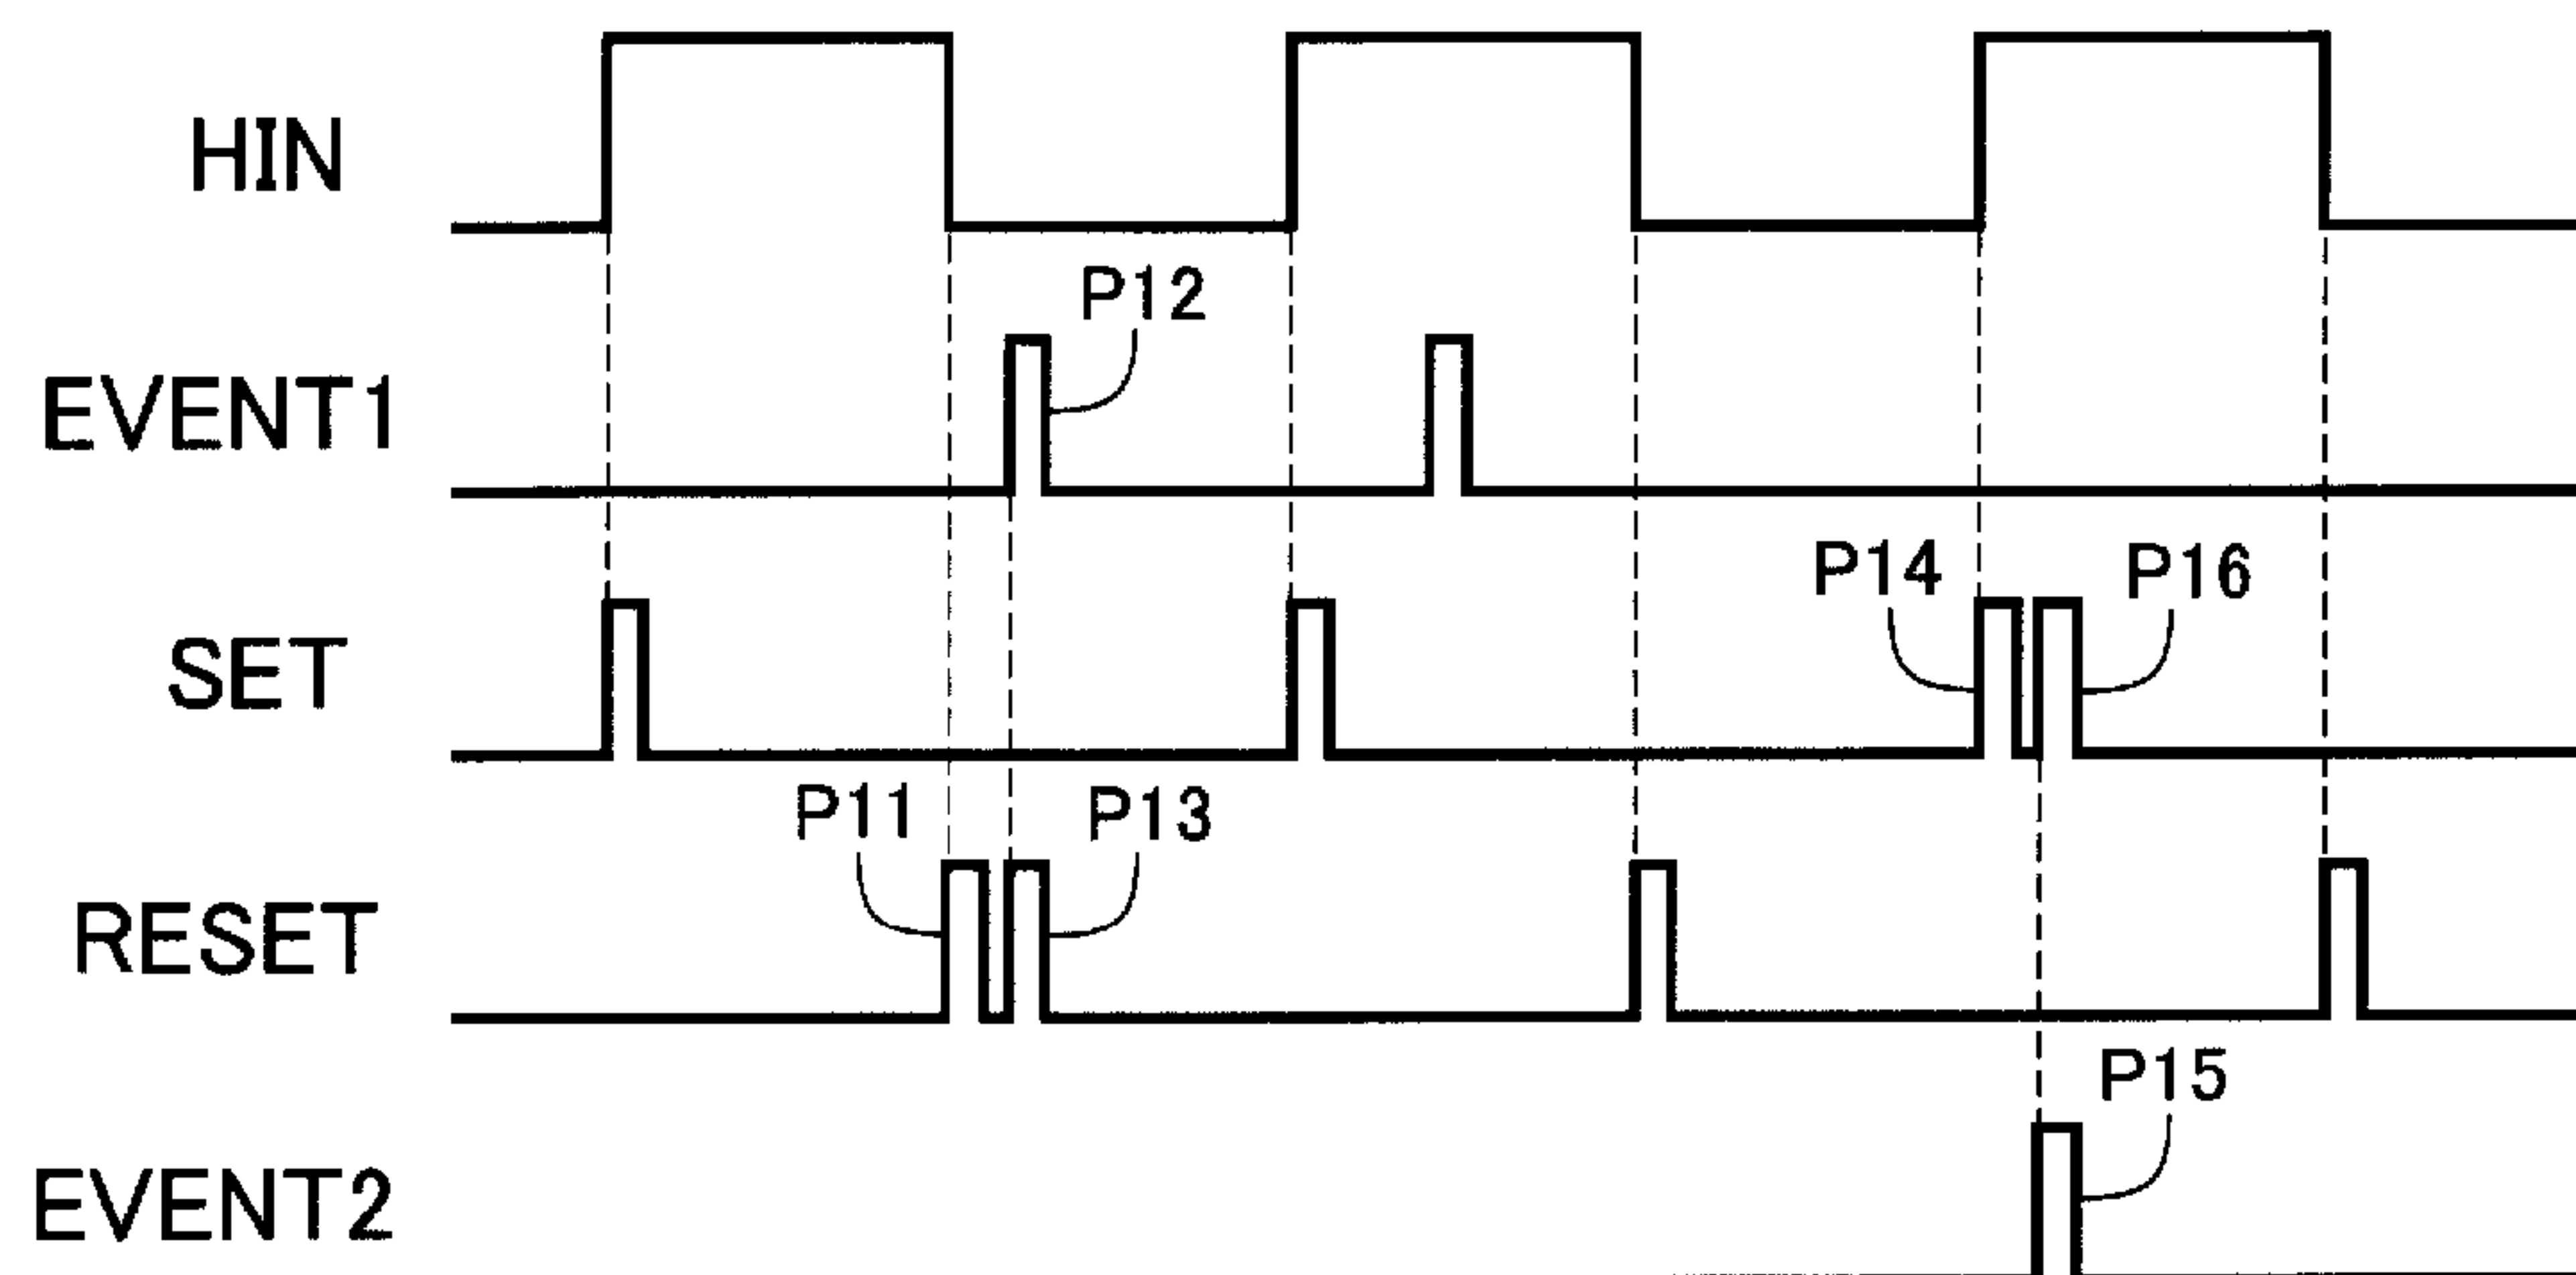 HIN
P12
EVENT1
P14 P16
SET
P11 P13
RESET
P15
EVENT2